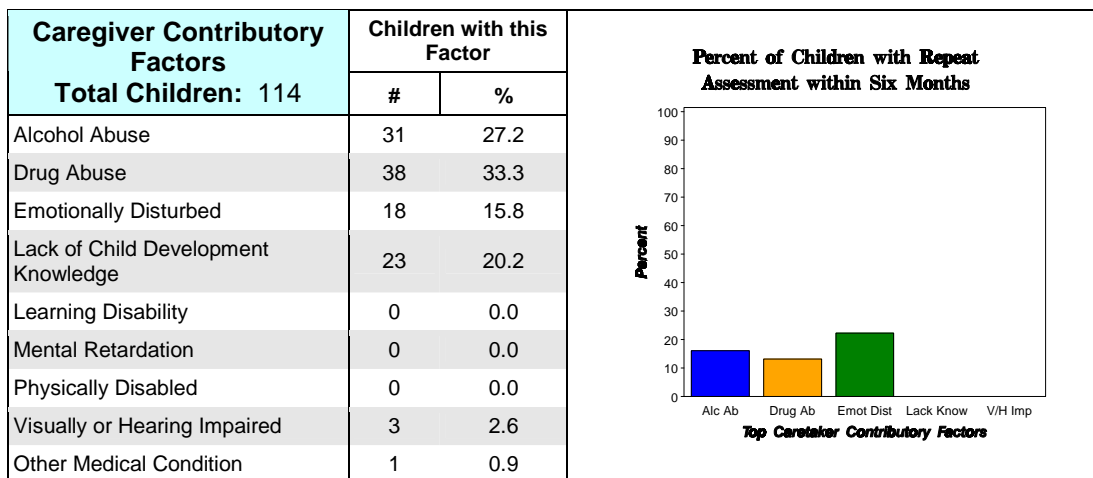 Caregiver Contributory
Factors
Total Children: 114
Children with this
Factor
# %
Alcohol Abuse 31 27.2
Drug Abuse 38 33.3
Emotionally Disturbed 18 15.8
Lack of Child Development
Knowledge 23 20.2
Learning Disability 0 0.0
Mental Retardation 0 0.0
Physically Disabled 0 0.0
Visually or Hearing Impaired 3 2.6
Other Medical Condition 1 0.9
Percent of Children with Repeat
Assessment within Six Months
100
90
80
70
60
50
40
30
20
10
0
Percent
Alc Ab Drug Ab Emot Dist Lack Know V/H Imp
Top Caretaker Contributory Factors